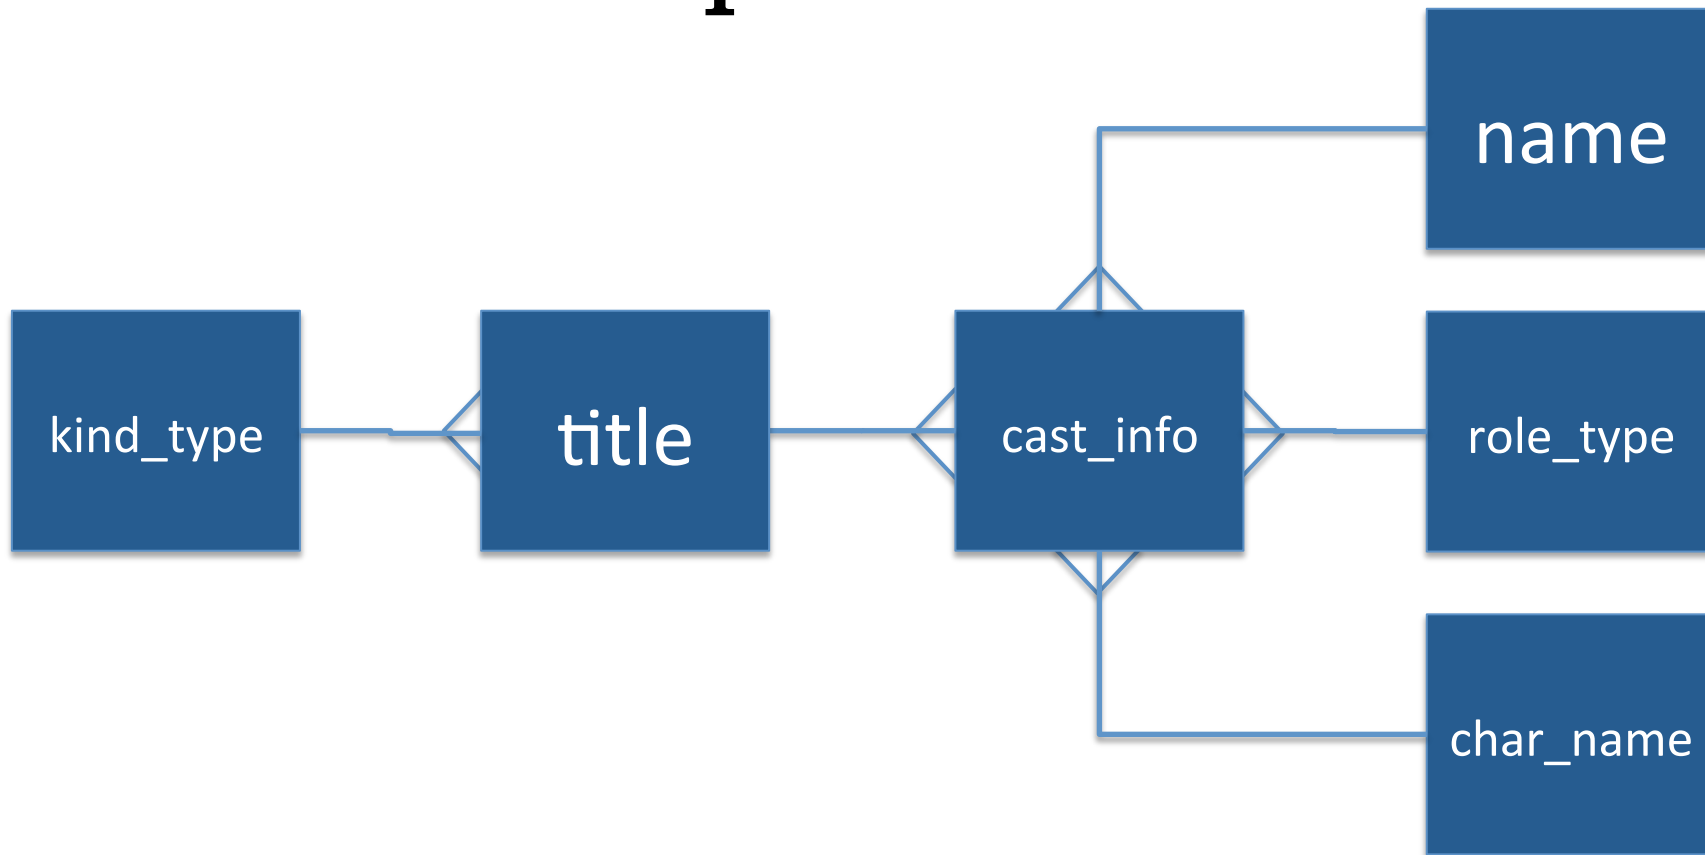 name
kind_type
title
cast_info
role_type
char_name